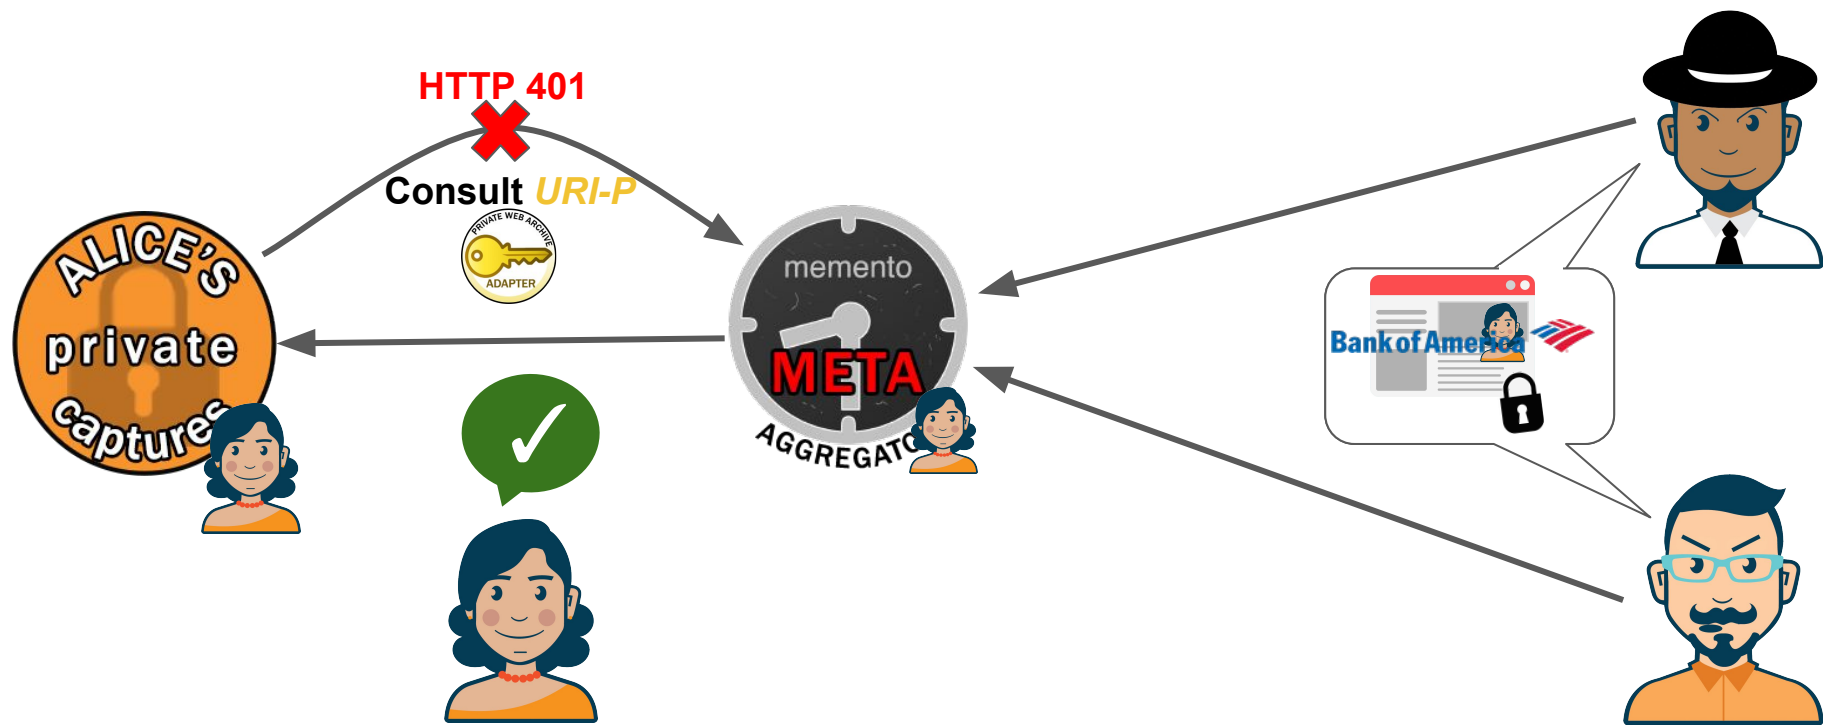 HTTP 401
Consult URI-P
PRIVATE WEB ARCHIVE
ADAPTER
ALICE'S
private
captures
memento
META
AGGREGATO
Bank of America